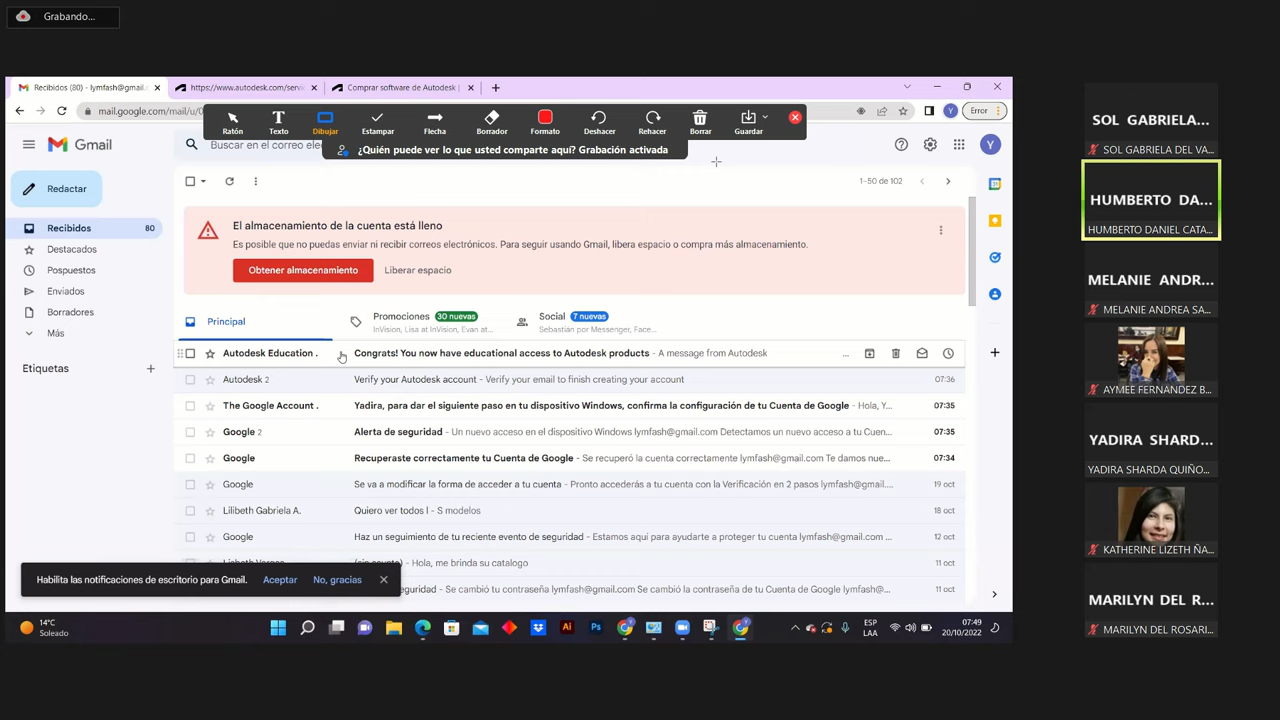 Grabando...
Recibidos (80) - lymfash@gmail.
https://www.autodesk.com/servic
Comprar software de Autodesk |
mail.google.com/mail/u/0
Error
Ratón
Texto
Dibujar
Estampar
Flecha
Borrador
Formato
Deshacer
Rehacer
Borrar
Guardar
¿Quién puede ver lo que usted comparte aquí? Grabación activada
Gmail
Buscar en el correo ele
Y
Redactar
1–50 de 102
Recibidos 80
Destacados
Pospuestos
Enviados
Borradores
Más
Etiquetas
El almacenamiento de la cuenta está lleno
Es posible que no puedas enviar ni recibir correos electrónicos. Para seguir usando Gmail, libera espacio o compra más almacenamiento.
Obtener almacenamiento
Liberar espacio
Principal
Promociones 30 nuevas
InVision, Lisa at InVision, Evan at...
Social 7 nuevas
Sebastián por Messenger, Face...
Autodesk Education . Congrats! You now have educational access to Autodesk products - A message from Autodesk ...
Autodesk 2 Verify your Autodesk account - Verify your email to finish creating your account 07:36
The Google Account . Yadira, para dar el siguiente paso en tu dispositivo Windows, confirma la configuración de tu Cuenta de Google - Hola, Y... 07:35
Google 2 Alerta de seguridad - Un nuevo acceso en el dispositivo Windows lymfash@gmail.com Detectamos un nuevo acceso a tu Cuen... 07:35
Google Recuperaste correctamente tu Cuenta de Google - Se recuperó la cuenta correctamente lymfash@gmail.com Te damos nue... 07:34
Google Se va a modificar la forma de acceder a tu cuenta - Pronto accederás a tu cuenta con la Verificación en 2 pasos lymfash@gmail.... 19 oct
Lilibeth Gabriela A. Quiero ver todos l - S modelos 18 oct
Google Haz un seguimiento de tu reciente evento de seguridad - Estamos aquí para ayudarte a proteger tu cuenta lymfash@gmail.com ... 12 oct
Hola, me brinda su catalogo 11 oct
eguridad - Se cambió tu contraseña lymfash@gmail.com Se cambió la contraseña de tu Cuenta de Google lymfash@... 11 oct
Habilita las notificaciones de escritorio para Gmail.
Aceptar
No, gracias
14°C
Soleado
Ai
Ps
ESP
LAA
07:49
20/10/2022
SOL GABRIELA...
SOL GABRIELA DEL VA...
HUMBERTO DA...
HUMBERTO DANIEL CATA...
MELANIE ANDR...
MELANIE ANDREA SA...
AYMEE FERNANDEZ B...
YADIRA SHARD...
YADIRA SHARDA QUIÑO...
KATHERINE LIZETH ÑA...
MARILYN DEL R...
MARILYN DEL ROSARI...